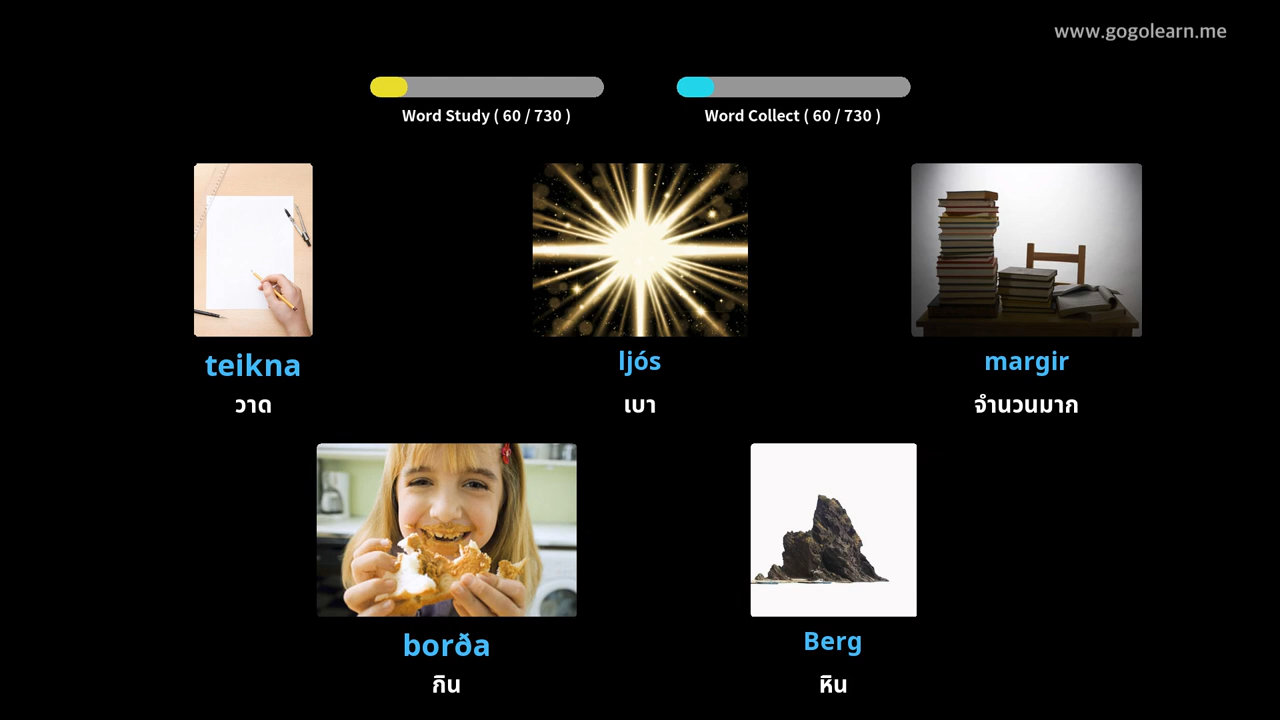 www.gogolearn.me
Word Study ( 60 / 730 )
Word Collect ( 60 / 730 )
teikna
วาด
ljós
เบา
margir
จำนวนมาก
borða
กิน
Berg
หิน